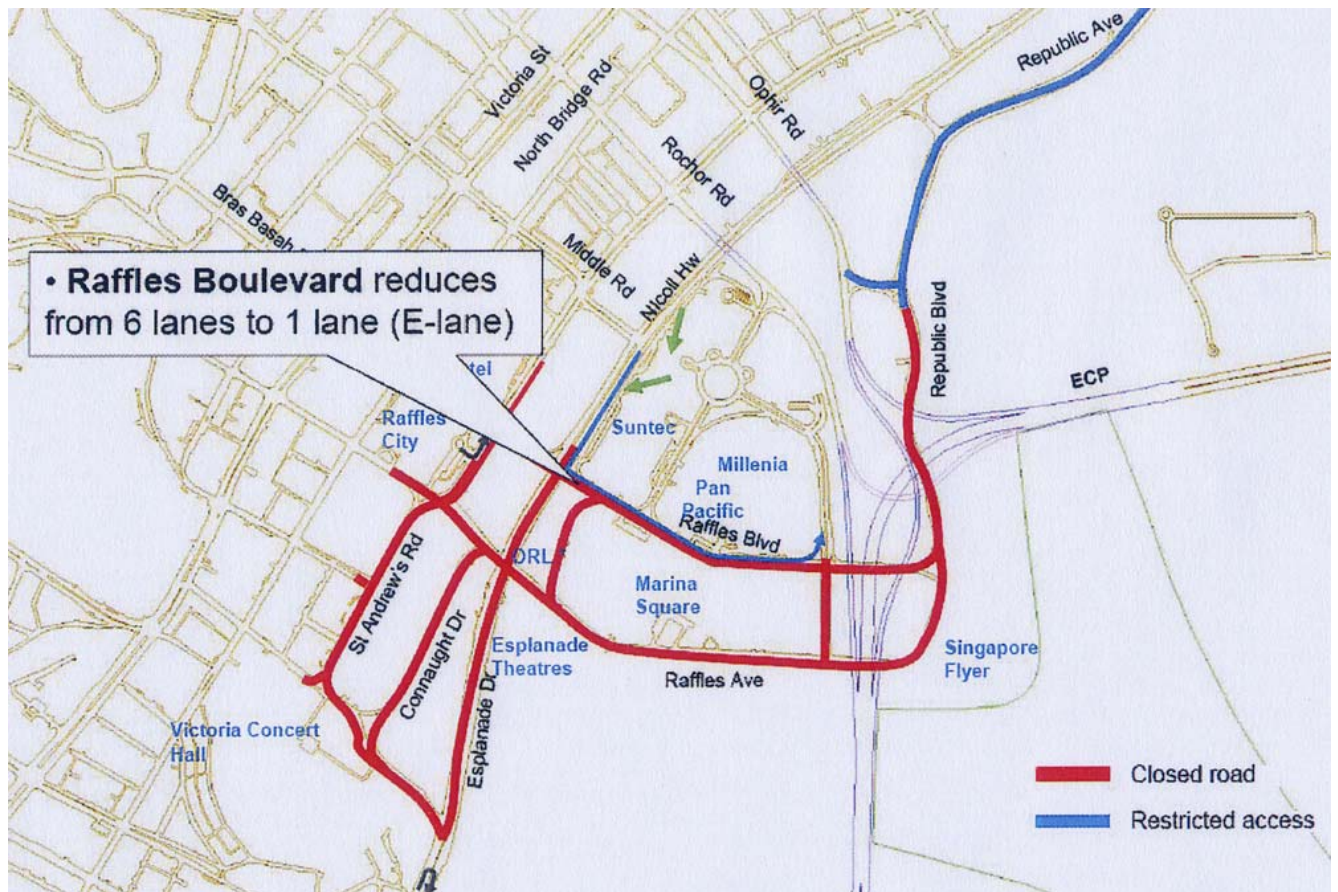 Republic Ave
Victoria St
North Bridge Rd
Ophir Rd
Rochor Rd
Bras Basah
Middle Rd
Nicoll Hw
• Raffles Boulevard reduces
from 6 lanes to 1 lane (E-lane)
Republic Blvd
ECP
tel
Raffles
City
Suntec
Millenia
Pan
Pacific
Raffles Blvd
St Andrew's Rd
ORL
Connaught Dr
Marina
Square
Esplanade
Theatres
Esplanade Dr
Raffles Ave
Singapore
Flyer
Victoria Concert
Hall
Closed road
Restricted access